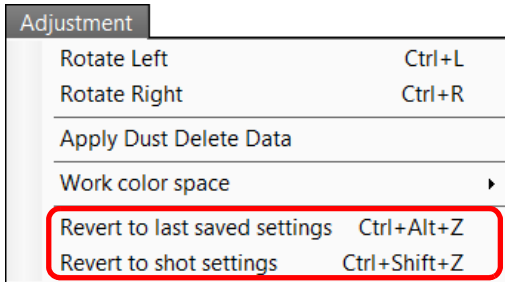 Adjustment
Rotate Left Ctrl+L
Rotate Right Ctrl+R
Apply Dust Delete Data
Work color space
Revert to last saved settings Ctrl+Alt+Z
Revert to shot settings Ctrl+Shift+Z